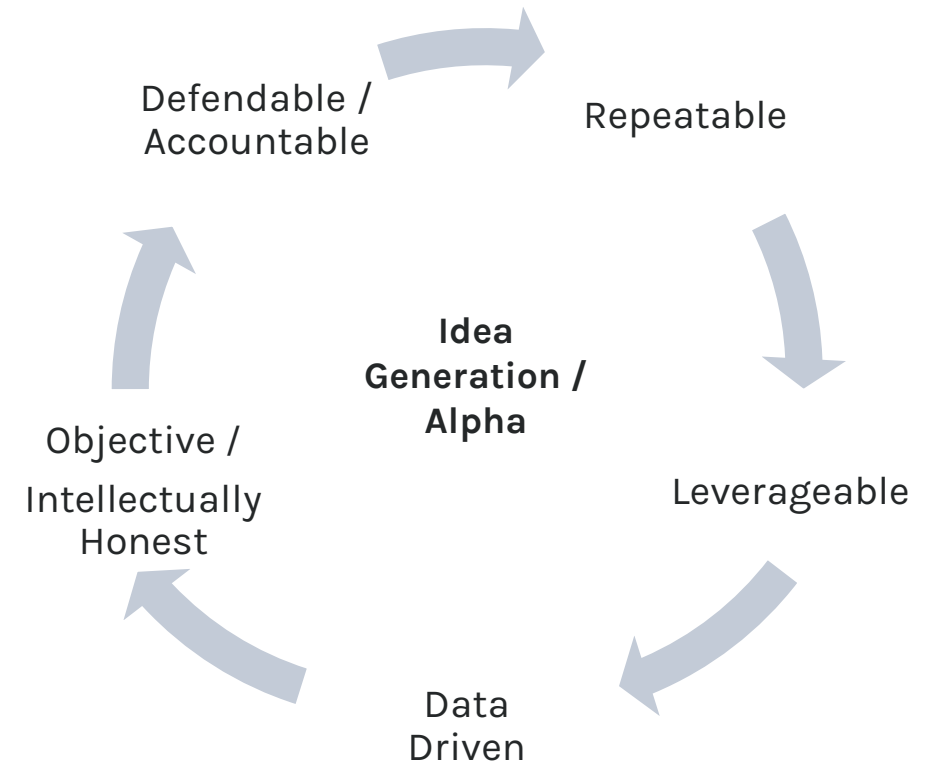 Defendable /
Accountable
Repeatable
Idea
Generation /
Alpha
Objective /
Intellectually
Honest
Leverageable
Data
Driven